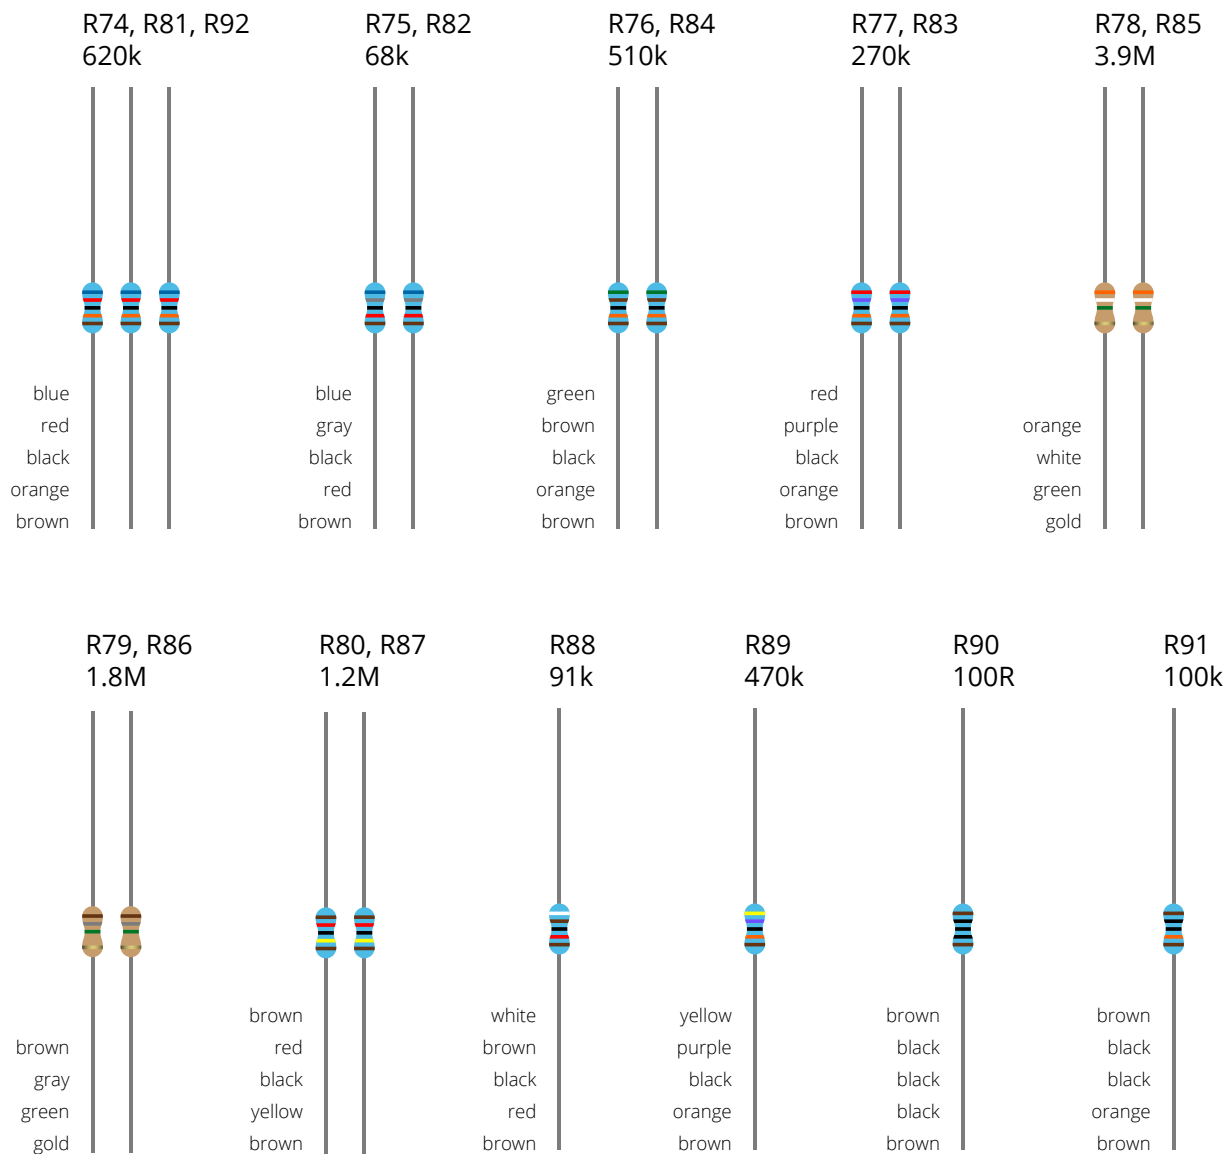 R74, R81, R92
620k
blue
red
black
orange
brown
R75, R82
68k
blue
gray
black
red
brown
R76, R84
510k
green
brown
black
orange
brown
R77, R83
270k
red
purple
black
orange
brown
R78, R85
3.9M
orange
white
green
gold
R79, R86
1.8M
brown
gray
green
gold
R80, R87
1.2M
brown
red
black
yellow
brown
R88
91k
white
brown
black
red
brown
R89
470k
yellow
purple
black
orange
brown
R90
100R
brown
black
black
black
brown
R91
100k
brown
black
black
orange
brown